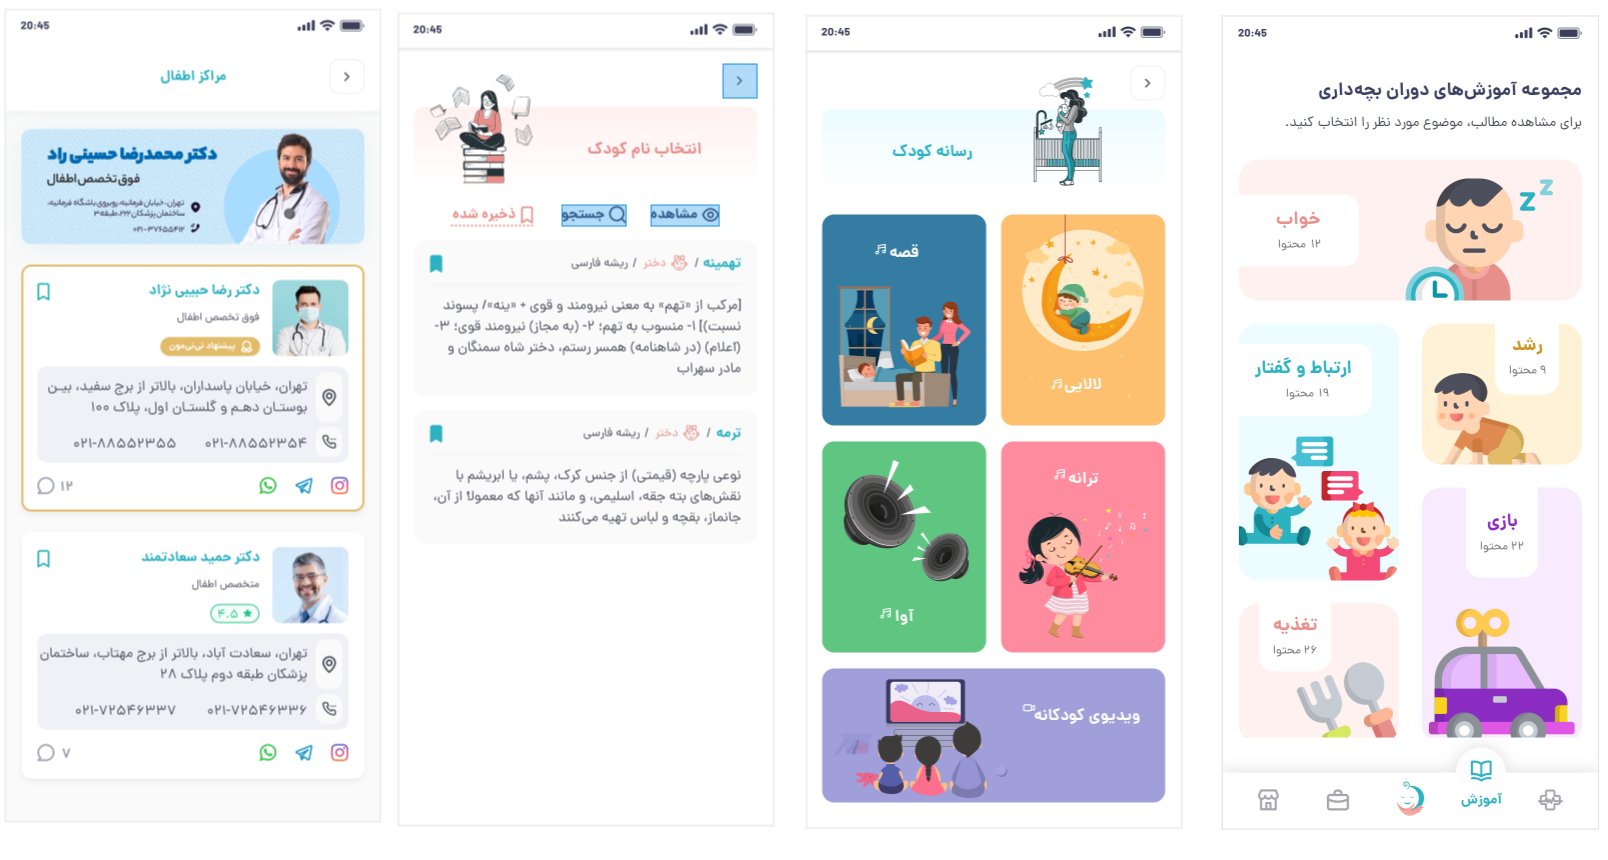 20:45
مراکز اطفال
دکتر محمدرضا حسینی راد
فوق تخصص اطفال
تهران، خیابان فرمانیه، روبروی باشگاه فرمانیه،
ساختمان پزشکان ۲۲۲، طبقه ۳
۰۲۱-۳۷۶۵۵۴۱۲
دکتر رضا حبیبی نژاد
فوق تخصص اطفال
پیشنهاد نی‌نی‌مون
تهران، خیابان پاسداران، بالاتر از برج سفید، بین
بوستان دهم و گلستان اول، پلاک ۱۰۰
۰۲۱-۸۸۵۵۲۳۵۴ ۰۲۱-۸۸۵۵۲۳۵۵
۱۲
دکتر حمید سعادتمند
متخصص اطفال
۴.۵
تهران، سعادت آباد، بالاتر از برج مهتاب، ساختمان
پزشکان طبقه دوم پلاک ۲۸
۰۲۱-۷۲۵۴۶۳۳۶ ۰۲۱-۷۲۵۴۶۳۳۷
۷
20:45
انتخاب نام کودک
مشاهده جستجو ذخیره شده
تهمینه / دختر / ریشه فارسی
[مرکب از «تهم» به معنی نیرومند و قوی + «ینه»/ پسوند
نسبت)] ۱- منسوب به تهم؛ ۲- (به مجاز) نیرومند قوی؛ ۳-
(اعلام) (در شاهنامه) همسر رستم، دختر شاه سمنگان و
مادر سهراب
ترمه / دختر / ریشه فارسی
نوعی پارچه (قیمتی) از جنس کرک، پشم، یا ابریشم با
نقش‌های بته جقه، اسلیمی، و مانند آنها که معمولا از آن،
جانماز، بقچه و لباس تهیه می‌کنند
20:45
رسانه کودک
قصه
لالایی
ترانه
آوا
ویدیوی کودکانه
20:45
مجموعه آموزش‌های دوران بچه‌داری
برای مشاهده مطالب، موضوع مورد نظر را انتخاب کنید.
خواب
۱۲ محتوا
z z
رشد
۹ محتوا
ارتباط و گفتار
۱۹ محتوا
بازی
۲۲ محتوا
تغذیه
۲۶ محتوا
آموزش